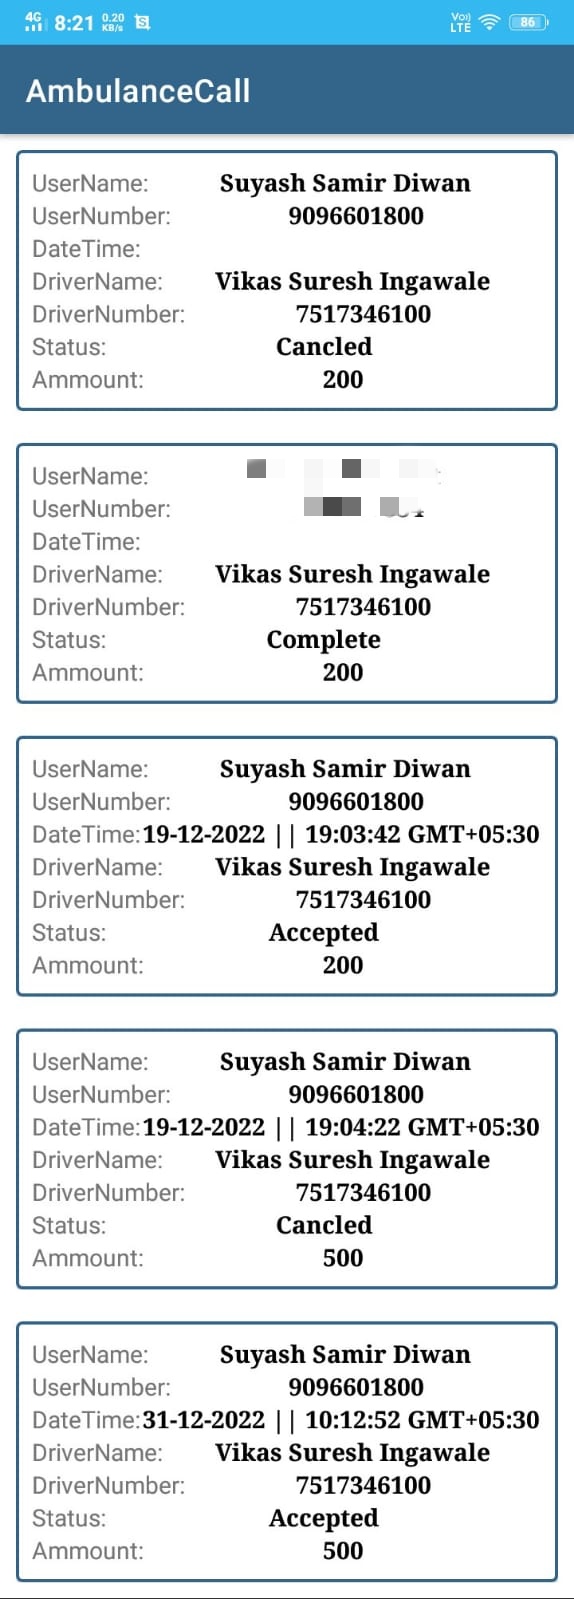 4G 8:21 0.20 KB/s Vo)) LTE 86
AmbulanceCall
UserName: Suyash Samir Diwan
UserNumber: 9096601800
DateTime:
DriverName: Vikas Suresh Ingawale
DriverNumber: 7517346100
Status: Cancled
Ammount: 200
UserName:
UserNumber:
DateTime:
DriverName: Vikas Suresh Ingawale
DriverNumber: 7517346100
Status: Complete
Ammount: 200
UserName: Suyash Samir Diwan
UserNumber: 9096601800
DateTime: 19-12-2022 || 19:03:42 GMT+05:30
DriverName: Vikas Suresh Ingawale
DriverNumber: 7517346100
Status: Accepted
Ammount: 200
UserName: Suyash Samir Diwan
UserNumber: 9096601800
DateTime: 19-12-2022 || 19:04:22 GMT+05:30
DriverName: Vikas Suresh Ingawale
DriverNumber: 7517346100
Status: Cancled
Ammount: 500
UserName: Suyash Samir Diwan
UserNumber: 9096601800
DateTime: 31-12-2022 || 10:12:52 GMT+05:30
DriverName: Vikas Suresh Ingawale
DriverNumber: 7517346100
Status: Accepted
Ammount: 500